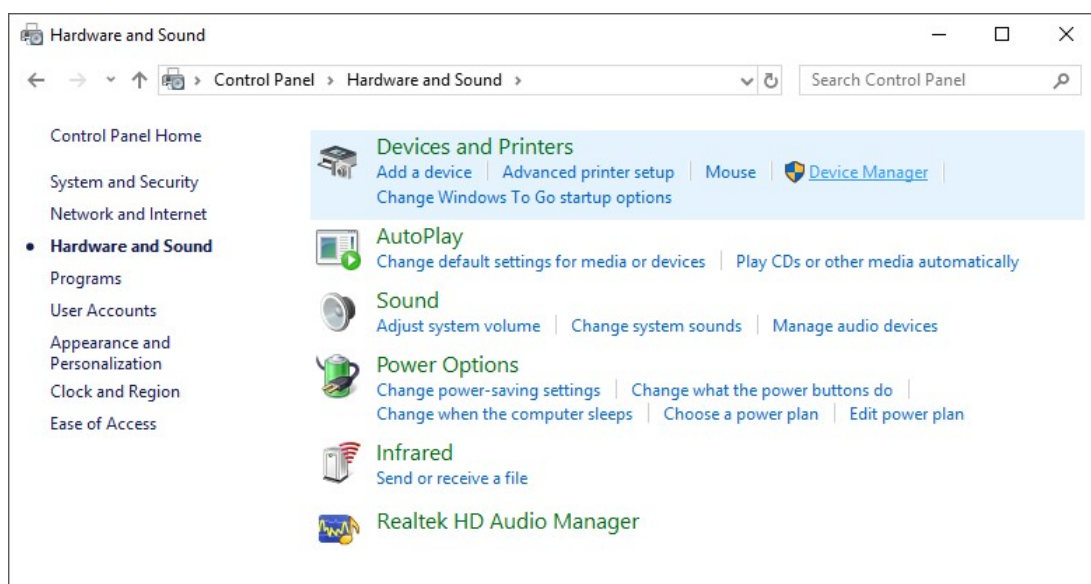 Hardware and Sound
Control Panel > Hardware and Sound >
Search Control Panel
Control Panel Home
System and Security
Network and Internet
Hardware and Sound
Programs
User Accounts
Appearance and
Personalization
Clock and Region
Ease of Access
Devices and Printers
Add a device | Advanced printer setup | Mouse | Device Manager |
Change Windows To Go startup options
AutoPlay
Change default settings for media or devices | Play CDs or other media automatically
Sound
Adjust system volume | Change system sounds | Manage audio devices
Power Options
Change power-saving settings | Change what the power buttons do |
Change when the computer sleeps | Choose a power plan | Edit power plan
Infrared
Send or receive a file
Realtek HD Audio Manager